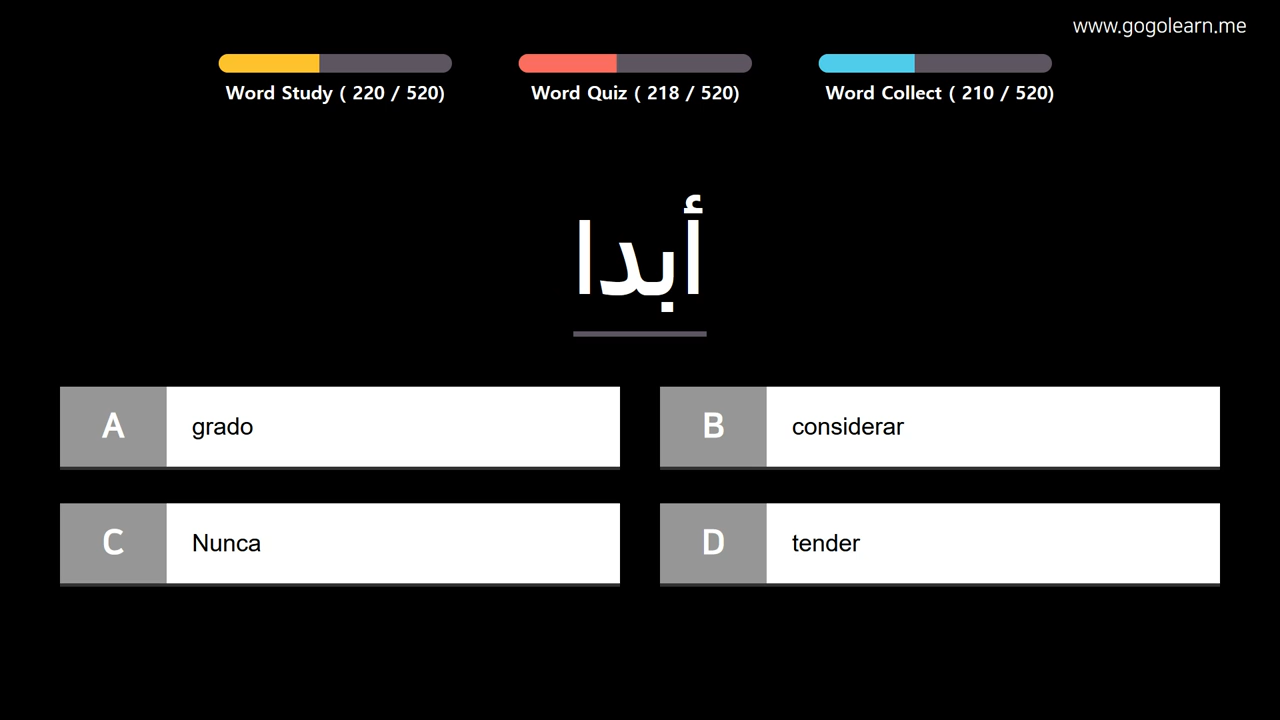 www.gogolearn.me
Word Study ( 220 / 520)
Word Quiz ( 218 / 520)
Word Collect ( 210 / 520)
أبدا
A grado
B considerar
C Nunca
D tender